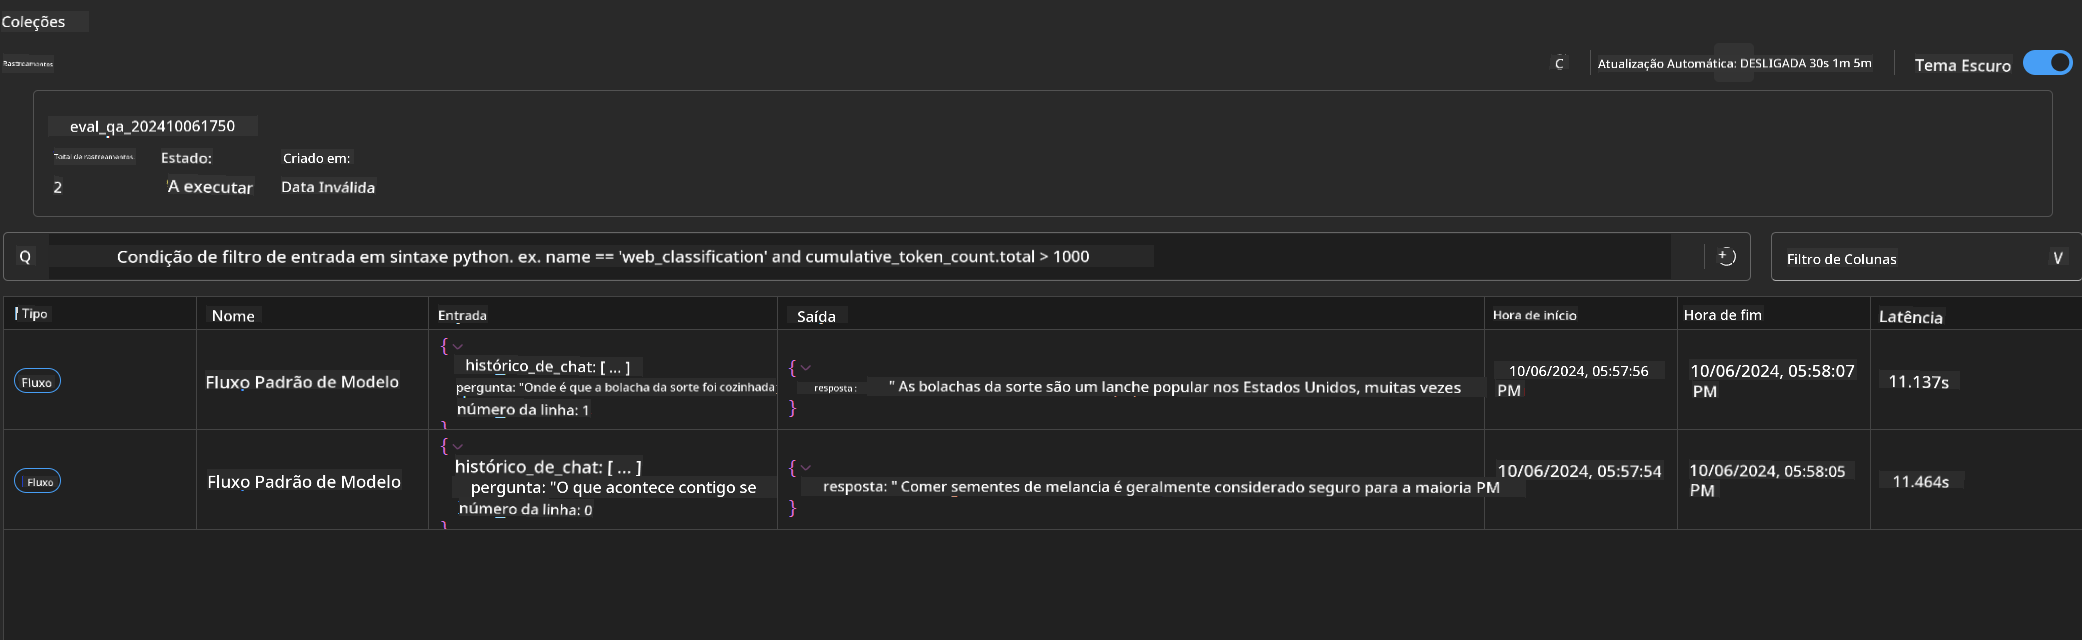 Coleções
Rastreamentos
C
Atualização Automática: DESLIGADA 30s 1m 5m
Tema Escuro
eval_qa_202410061750
Total de rastreamentos:
Estado:
Criado em:
2
'A executar
Data Inválida
Q
Condição de filtro de entrada em sintaxe python. ex. name == 'web_classification' and cumulative_token_count.total > 1000
Filtro de Colunas
V
Tipo
Nome
Entrada
Saída
Hora de início
Hora de fim
Latência
Fluxo
Fluxo Padrão de Modelo
{
histórico_de_chat: [ ... ]
pergunta: "Onde é que a bolacha da sorte foi cozinhada
número da linha: 1
}
{
resposta: " As bolachas da sorte são um lanche popular nos Estados Unidos, muitas vezes
}
10/06/2024, 05:57:56
PM
10/06/2024, 05:58:07
PM
11.137s
Fluxo
Fluxo Padrão de Modelo
{
histórico_de_chat: [ ... ]
pergunta: "O que acontece contigo se
número da linha: 0
}
{
resposta: " Comer sementes de melancia é geralmente considerado seguro para a maioria PM
}
10/06/2024, 05:57:54
10/06/2024, 05:58:05
PM
11.464s